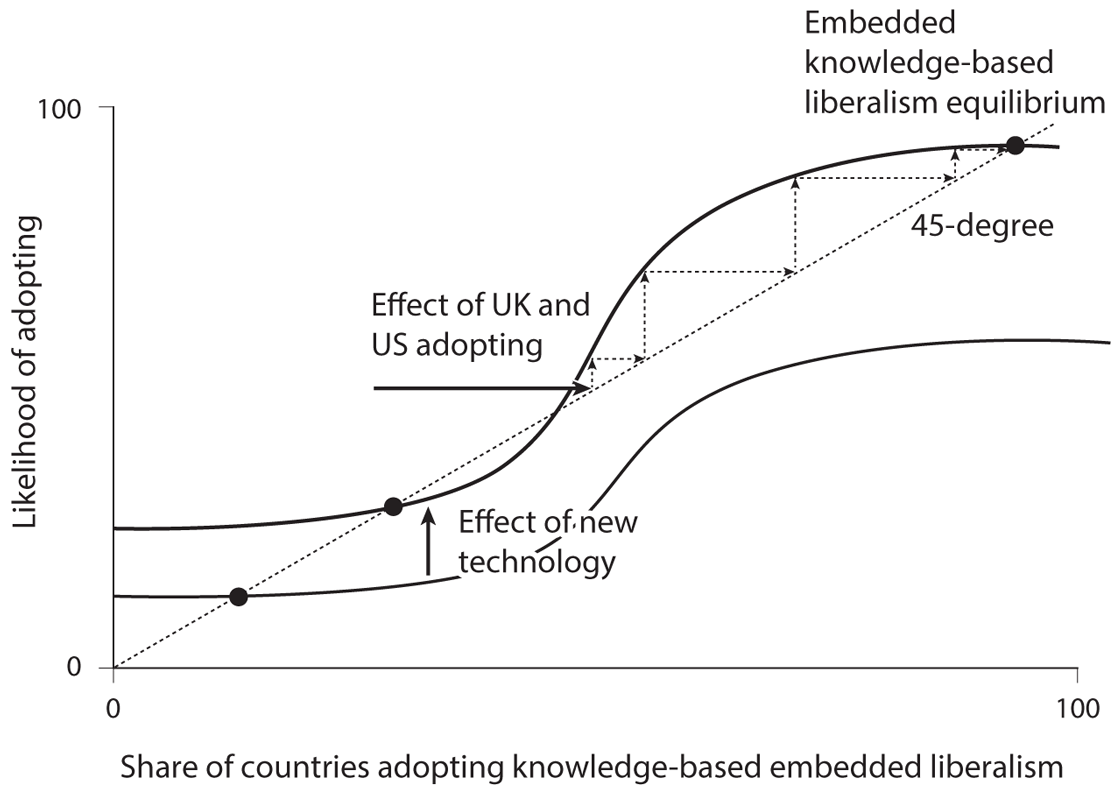 Embedded
knowledge-based
liberalism equilibrium
100
45-degree
Effect of UK and
US adopting
Likelihood of adopting
Effect of new
technology
0
0
100
Share of countries adopting knowledge-based embedded liberalism